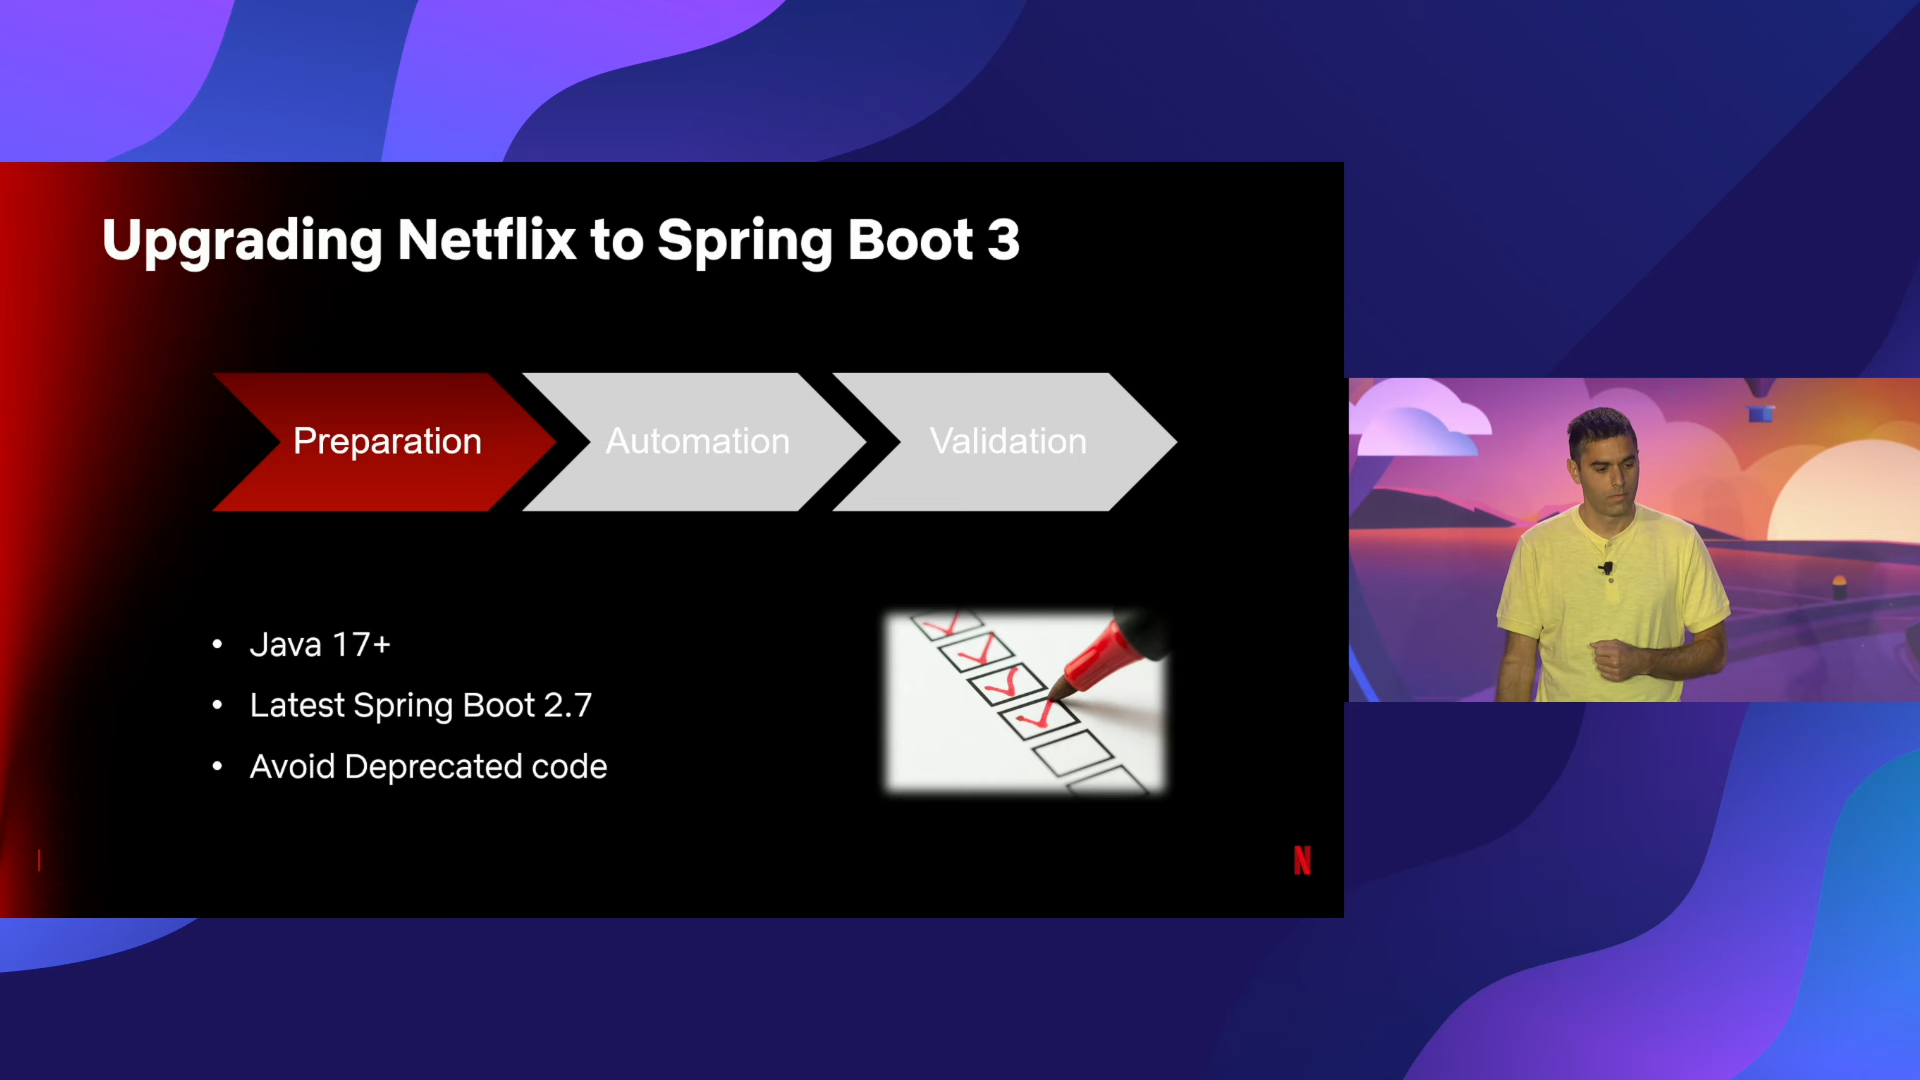 Upgrading Netflix to Spring Boot 3
Preparation
Automation
Validation
• Java 17+
• Latest Spring Boot 2.7
• Avoid Deprecated code
N